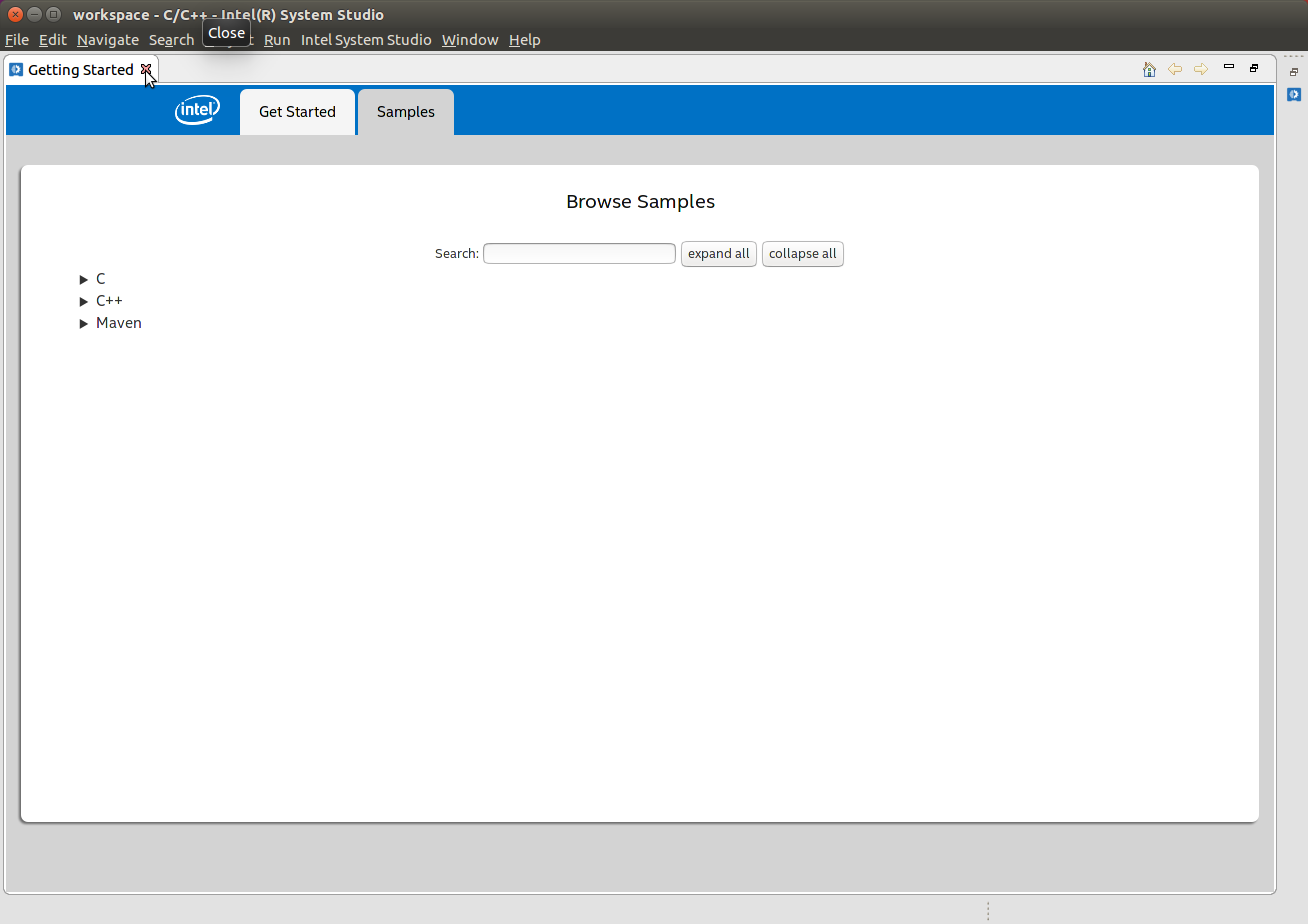 workspace - C/C++ - Intel(R) System Studio
Close
File Edit Navigate Search Run Intel System Studio Window Help
Getting Started
intel Get Started Samples
Browse Samples
Search: expand all collapse all
C
C++
Maven